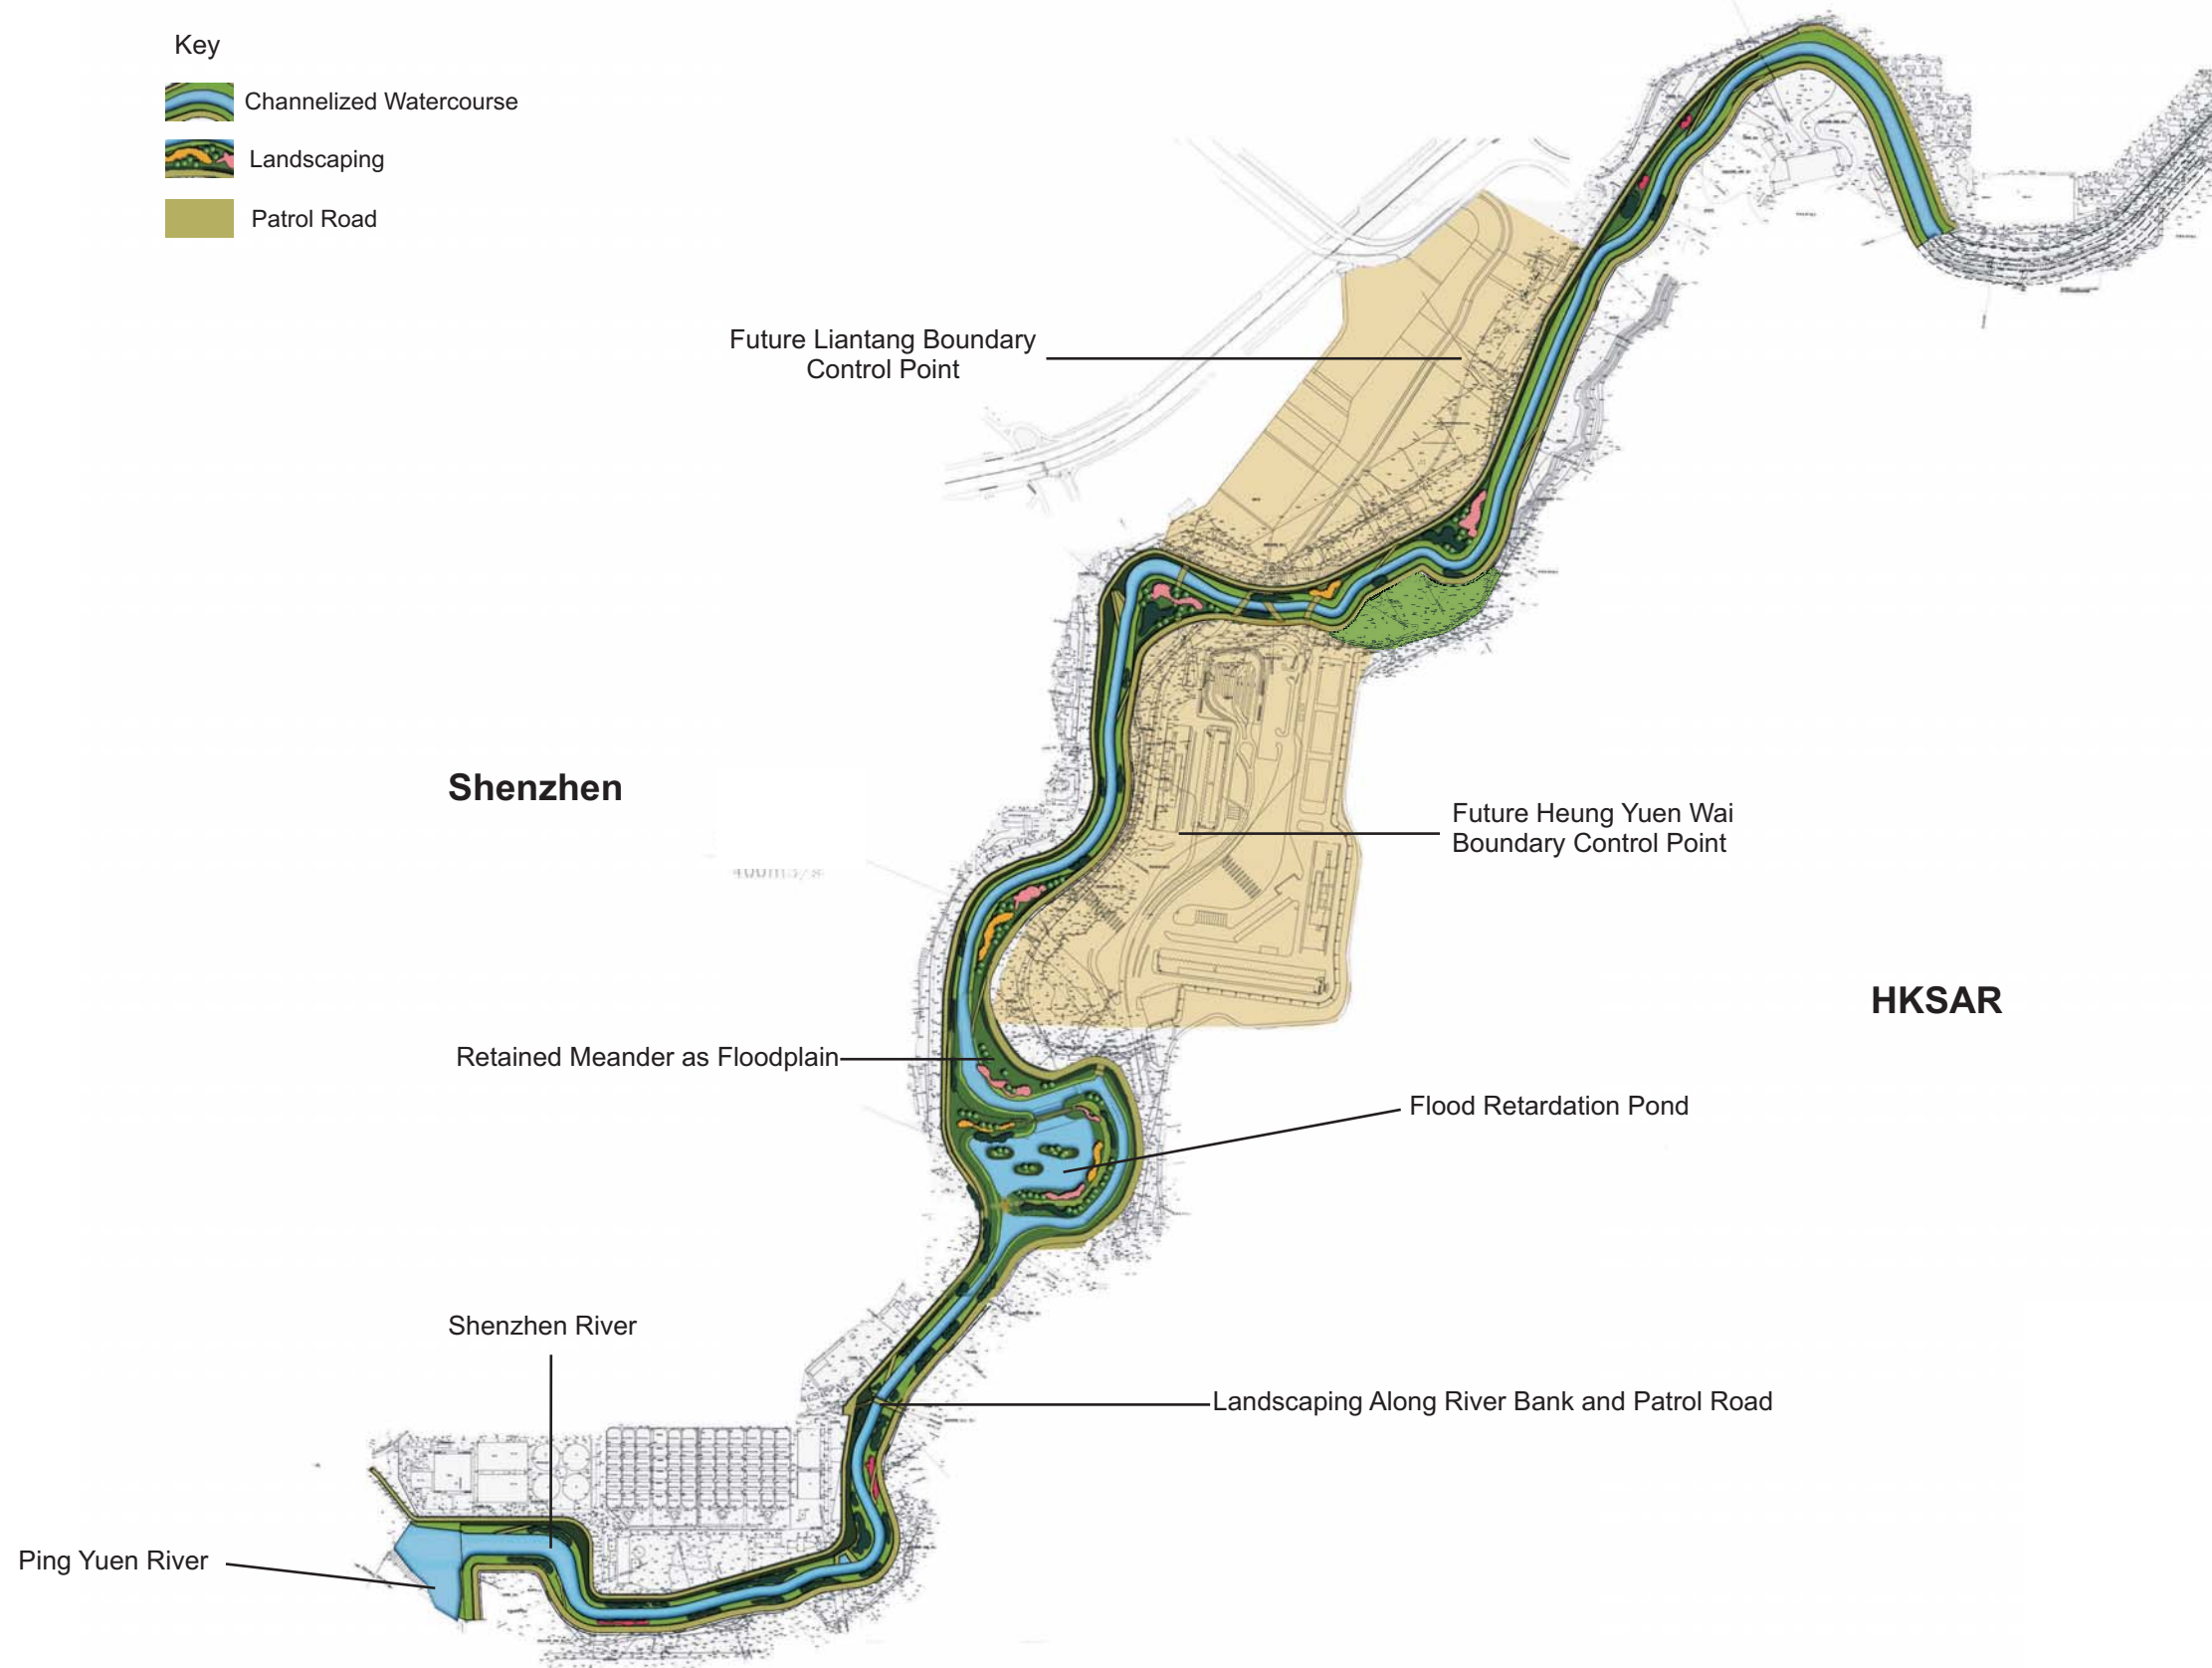 Key
Channelized Watercourse
Landscaping
Patrol Road
Future Liantang Boundary
Control Point
Shenzhen
Future Heung Yuen Wai
Boundary Control Point
HKSAR
Retained Meander as Floodplain
Flood Retardation Pond
Shenzhen River
Landscaping Along River Bank and Patrol Road
Ping Yuen River